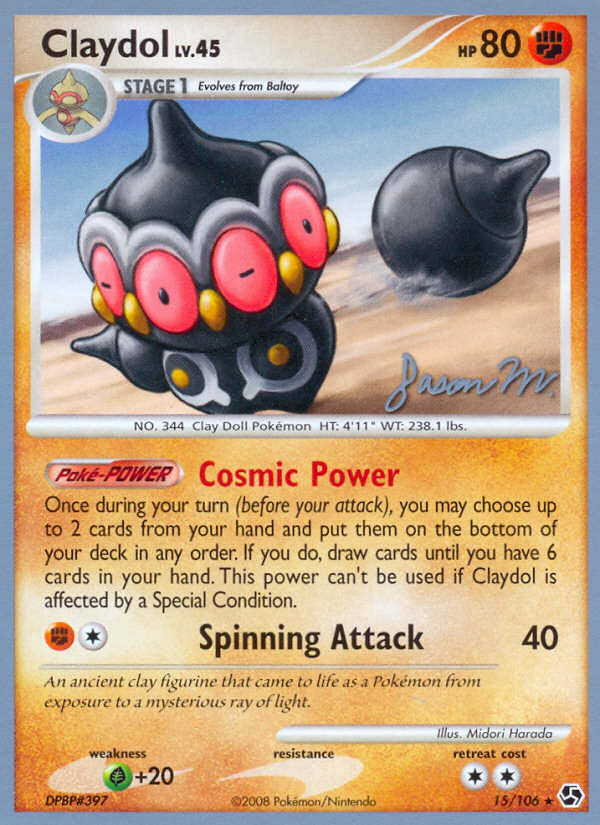 Claydol LV.45 HP 80
STAGE 1 Evolves from Baltoy
Jason M.
NO. 344 Clay Doll Pokémon HT: 4'11" WT: 238.1 lbs.
Poké-POWER Cosmic Power
Once during your turn (before your attack), you may choose up
to 2 cards from your hand and put them on the bottom of
your deck in any order. If you do, draw cards until you have 6
cards in your hand. This power can't be used if Claydol is
affected by a Special Condition.
Spinning Attack 40
An ancient clay figurine that came to life as a Pokémon from
exposure to a mysterious ray of light.
Illus. Midori Harada
weakness resistance retreat cost
+20
DPBP#397 ©2008 Pokémon/Nintendo 15/106 ★